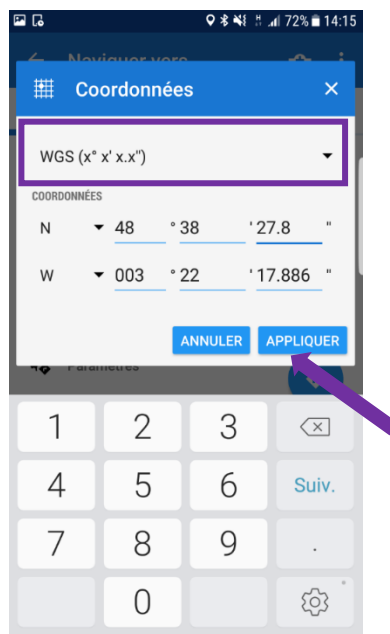 72% 14:15
Naviguer vers
Coordonnées
WGS (x° x' x.x")
COORDONNÉES
N 48 ° 38 ' 27.8 "
W 003 ° 22 ' 17.886 "
ANNULER APPLIQUER
Paramètres
1 2 3
4 5 6 Suiv.
7 8 9 .
0